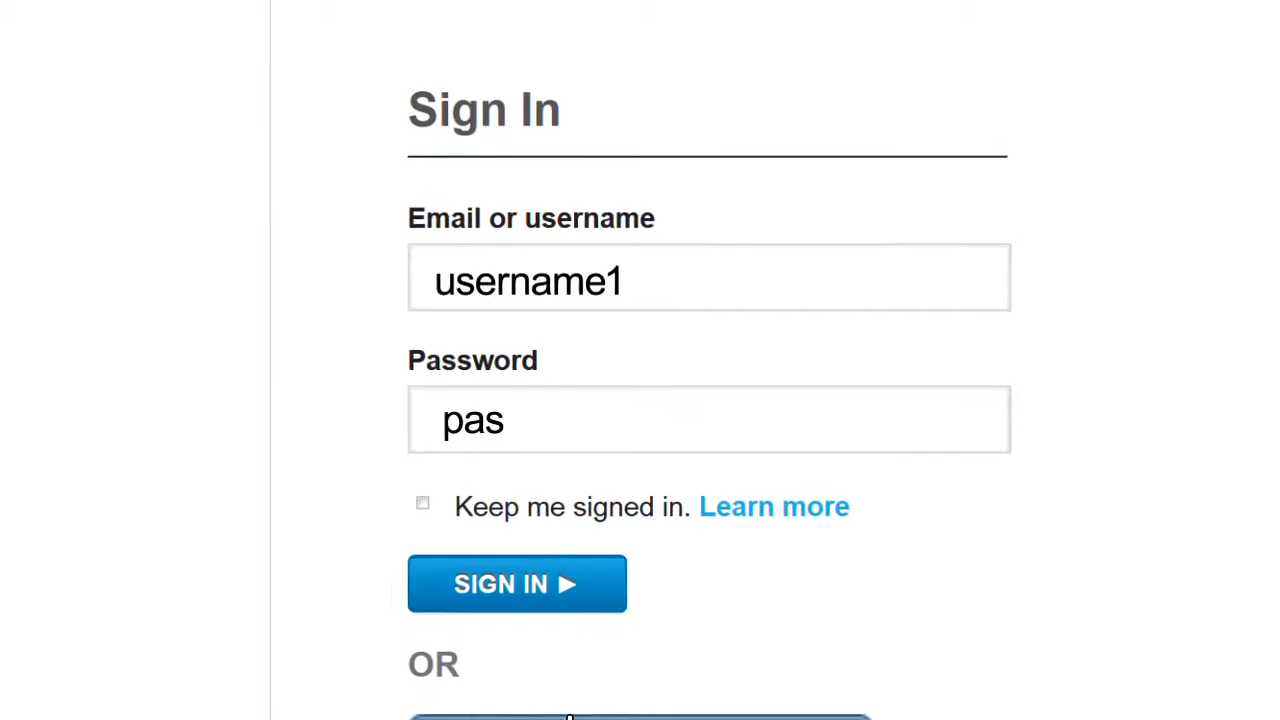 Sign In
Email or username
username1
Password
pas
Keep me signed in. Learn more
SIGN IN ►
OR